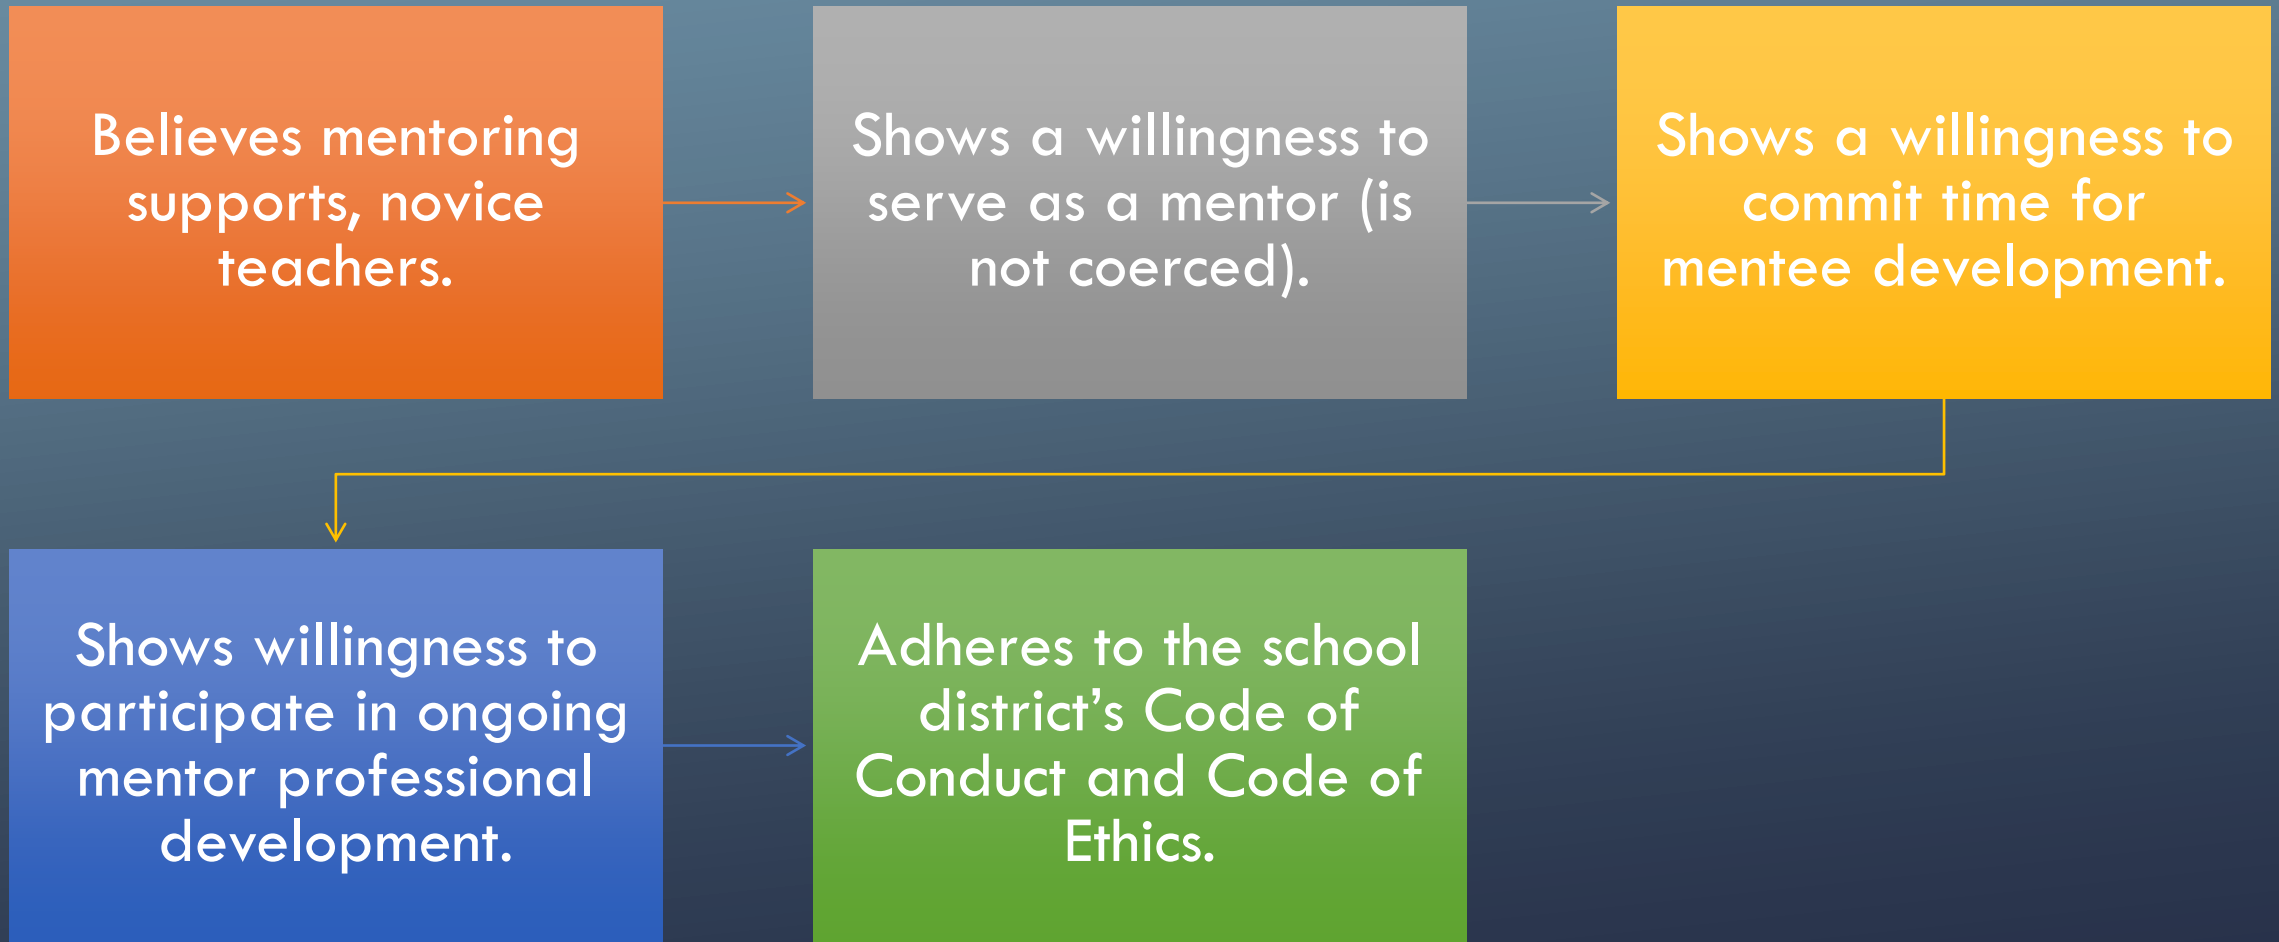 Believes mentoring
supports, novice
teachers.
Shows a willingness to
serve as a mentor (is
not coerced).
Shows a willingness to
commit time for
mentee development.
Shows willingness to
participate in ongoing
mentor professional
development.
Adheres to the school
district’s Code of
Conduct and Code of
Ethics.